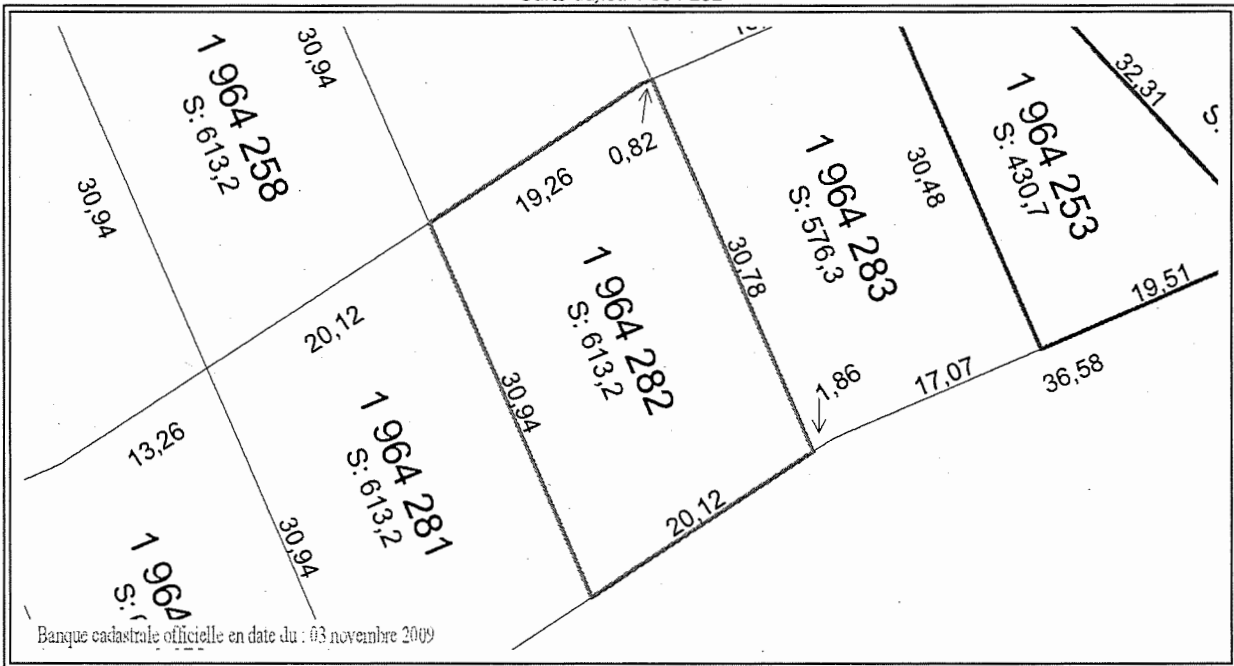 30,94
30,94
1 964 258
S: 613,2
30,94
19,26
0,82
20,12
13,26
1 964 281
S: 613,2
30,94
1 964
30,94
1 964 282
S: 613,2
20,12
30,78
1 964 283
S: 576,3
30,48
1,86
17,07
36,58
1 964 253
S: 430,7
32,31
19,51
S:
Banque cadastrale officielle en date du : 03 novembre 2009